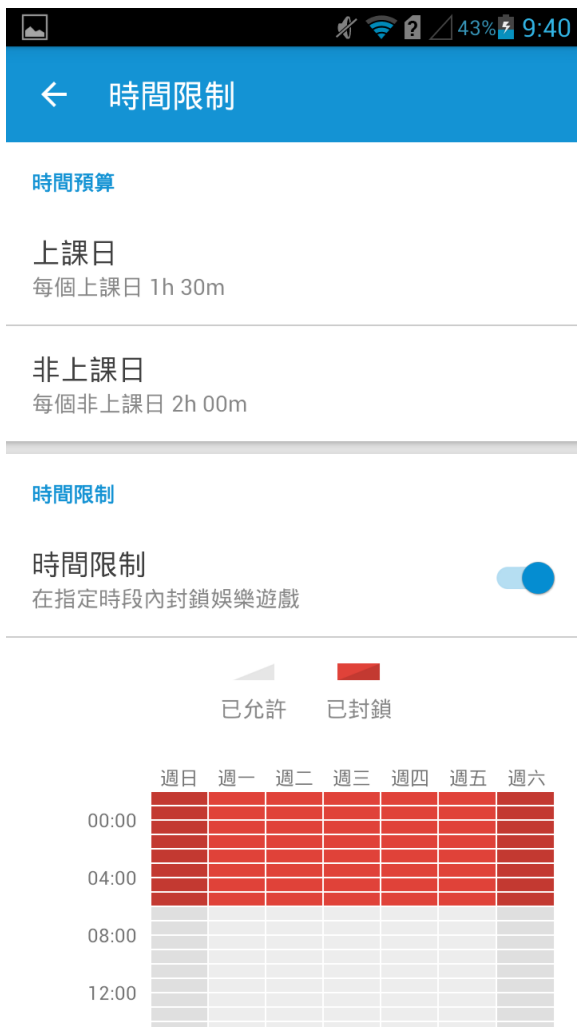 43% 9:40
時間限制
時間預算
上課日
每個上課日 1h 30m
非上課日
每個非上課日 2h 00m
時間限制
時間限制
在指定時段內封鎖娛樂遊戲
已允許 已封鎖
週日 週一 週二 週三 週四 週五 週六
00:00
04:00
08:00
12:00